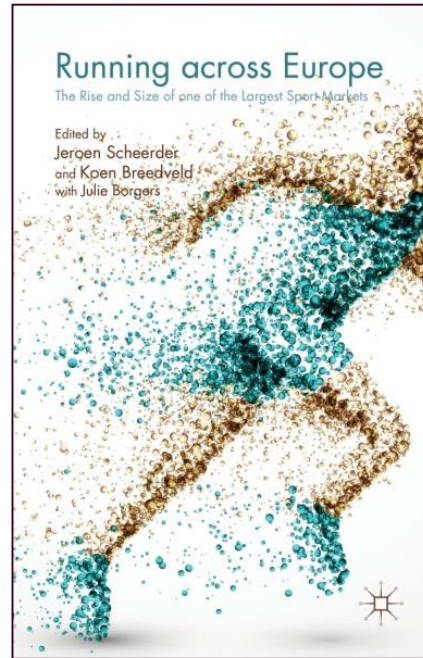 Running across Europe
The Rise and Size of one of the Largest Sport Markets
Edited by
Jeroen Scheerder
and Koen Breedveld
with Julie Borgers